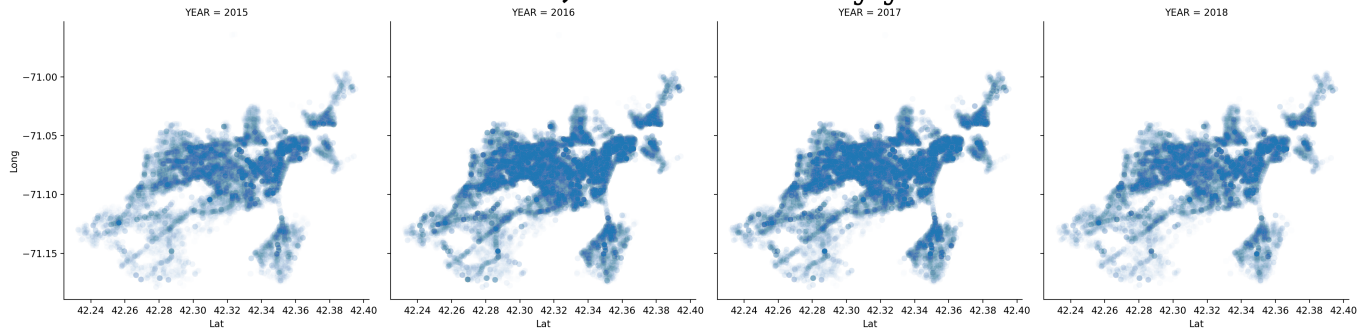 YEAR = 2015
YEAR = 2016
YEAR = 2017
YEAR = 2018
Long
−71.00
−71.05
−71.10
−71.15
42.24 42.26 42.28 42.30 42.32 42.34 42.36 42.38 42.40
42.24 42.26 42.28 42.30 42.32 42.34 42.36 42.38 42.40
42.24 42.26 42.28 42.30 42.32 42.34 42.36 42.38 42.40
42.24 42.26 42.28 42.30 42.32 42.34 42.36 42.38 42.40
Lat
Lat
Lat
Lat